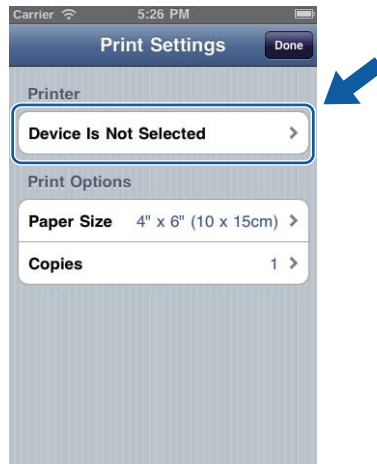 Carrier 5:26 PM
Print Settings Done
Printer
Device Is Not Selected
Print Options
Paper Size 4" x 6" (10 x 15cm)
Copies 1